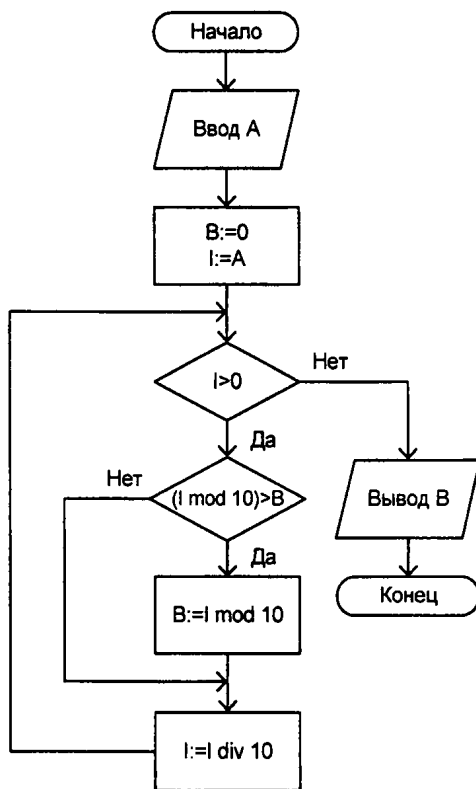 Начало
Ввод A
B:=0
I:=A
I>0
Нет
Да
(I mod 10)>B
Нет
Да
B:=I mod 10
I:=I div 10
Вывод B
Конец